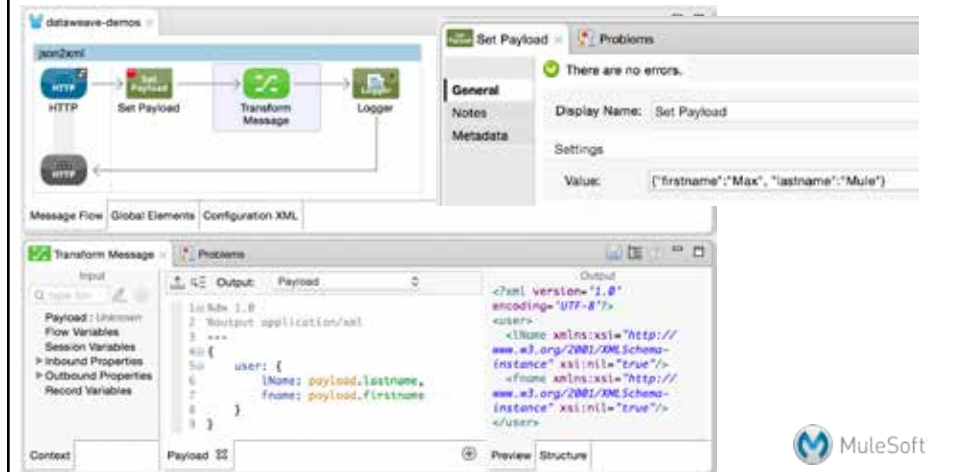 dataweave-demos
json2xml
HTTP
HTTP
Set Payload
Set Payload
Transform Message
Logger
Logger
HTTP
Message Flow
Global Elements
Configuration XML
Set Payload
Problems
There are no errors.
General
Notes
Metadata
Display Name: Set Payload
Settings
Value: {"firstname":"Max", "lastname":"Mule"}
Transform Message
Problems
Input
Payload : Unknown
Flow Variables
Session Variables
Inbound Properties
Outbound Properties
Record Variables
Context
Output: Payload
1 %dw 1.0
2 %output application/xml
3 ---
4 {
5 user: {
6 lName: payload.lastname,
7 fname: payload.firstname
8 }
9 }
Payload
Output
<?xml version="1.0"
encoding="UTF-8"?>
<user>
<lName xmlns:xsi="http://
www.w3.org/2001/XMLSchema-
instance" xsi:nil="true"/>
<fname xmlns:xsi="http://
www.w3.org/2001/XMLSchema-
instance" xsi:nil="true"/>
</user>
Preview
Structure
MuleSoft